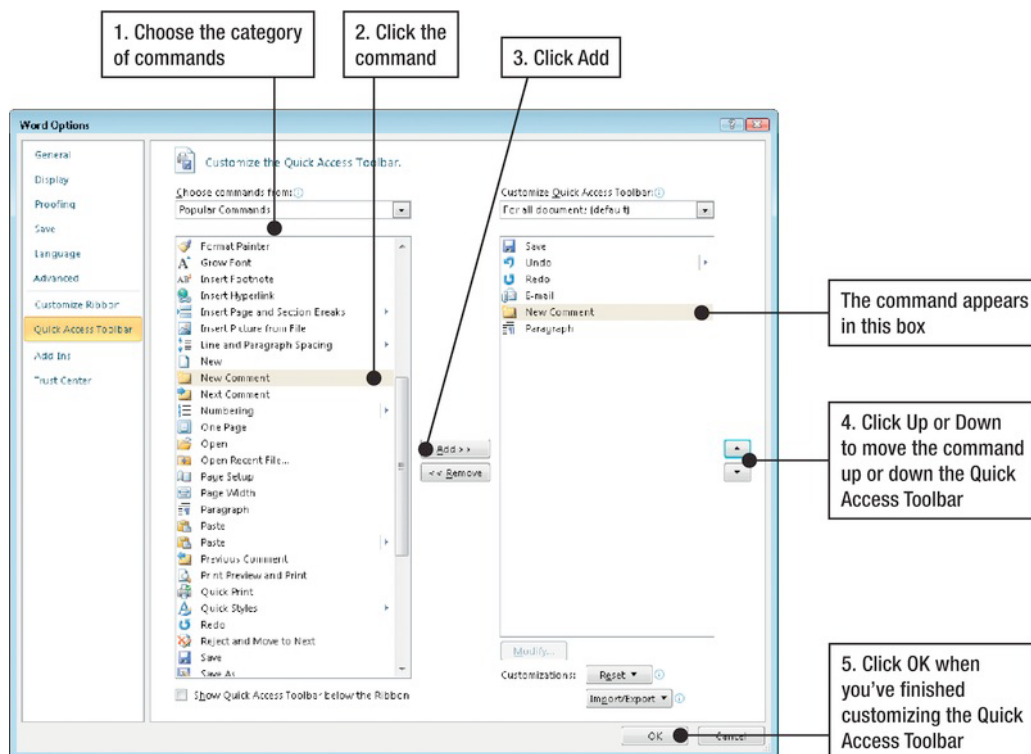 1. Choose the category
of commands
2. Click the
command
3. Click Add
Word Options
General
Display
Proofing
Save
Language
Advanced
Customize Ribbon
Quick Access Toolbar
Add-Ins
Trust Center
Customize the Quick Access Toolbar.
Choose commands from:
Popular Commands
Format Painter
Grow Font
Insert Footnote
Insert Hyperlink
Insert Page and Section Breaks
Insert Picture from File
Line and Paragraph Spacing
New
New Comment
Next Comment
Numbering
One Page
Open
Open Recent File...
Page Setup
Page Width
Paragraph
Paste
Paste
Previous Comment
Print Preview and Print
Quick Print
Quick Styles
Redo
Reject and Move to Next
Save
Save As
Show Quick Access Toolbar below the Ribbon
Add >>
<< Remove
Customize Quick Access Toolbar:
For all documents (default)
Save
Undo
Redo
E-mail
New Comment
Paragraph
Modify...
Customizations:
Reset
Import/Export
OK
Cancel
The command appears
in this box
4. Click Up or Down
to move the command
up or down the Quick
Access Toolbar
5. Click OK when
you've finished
customizing the Quick
Access Toolbar